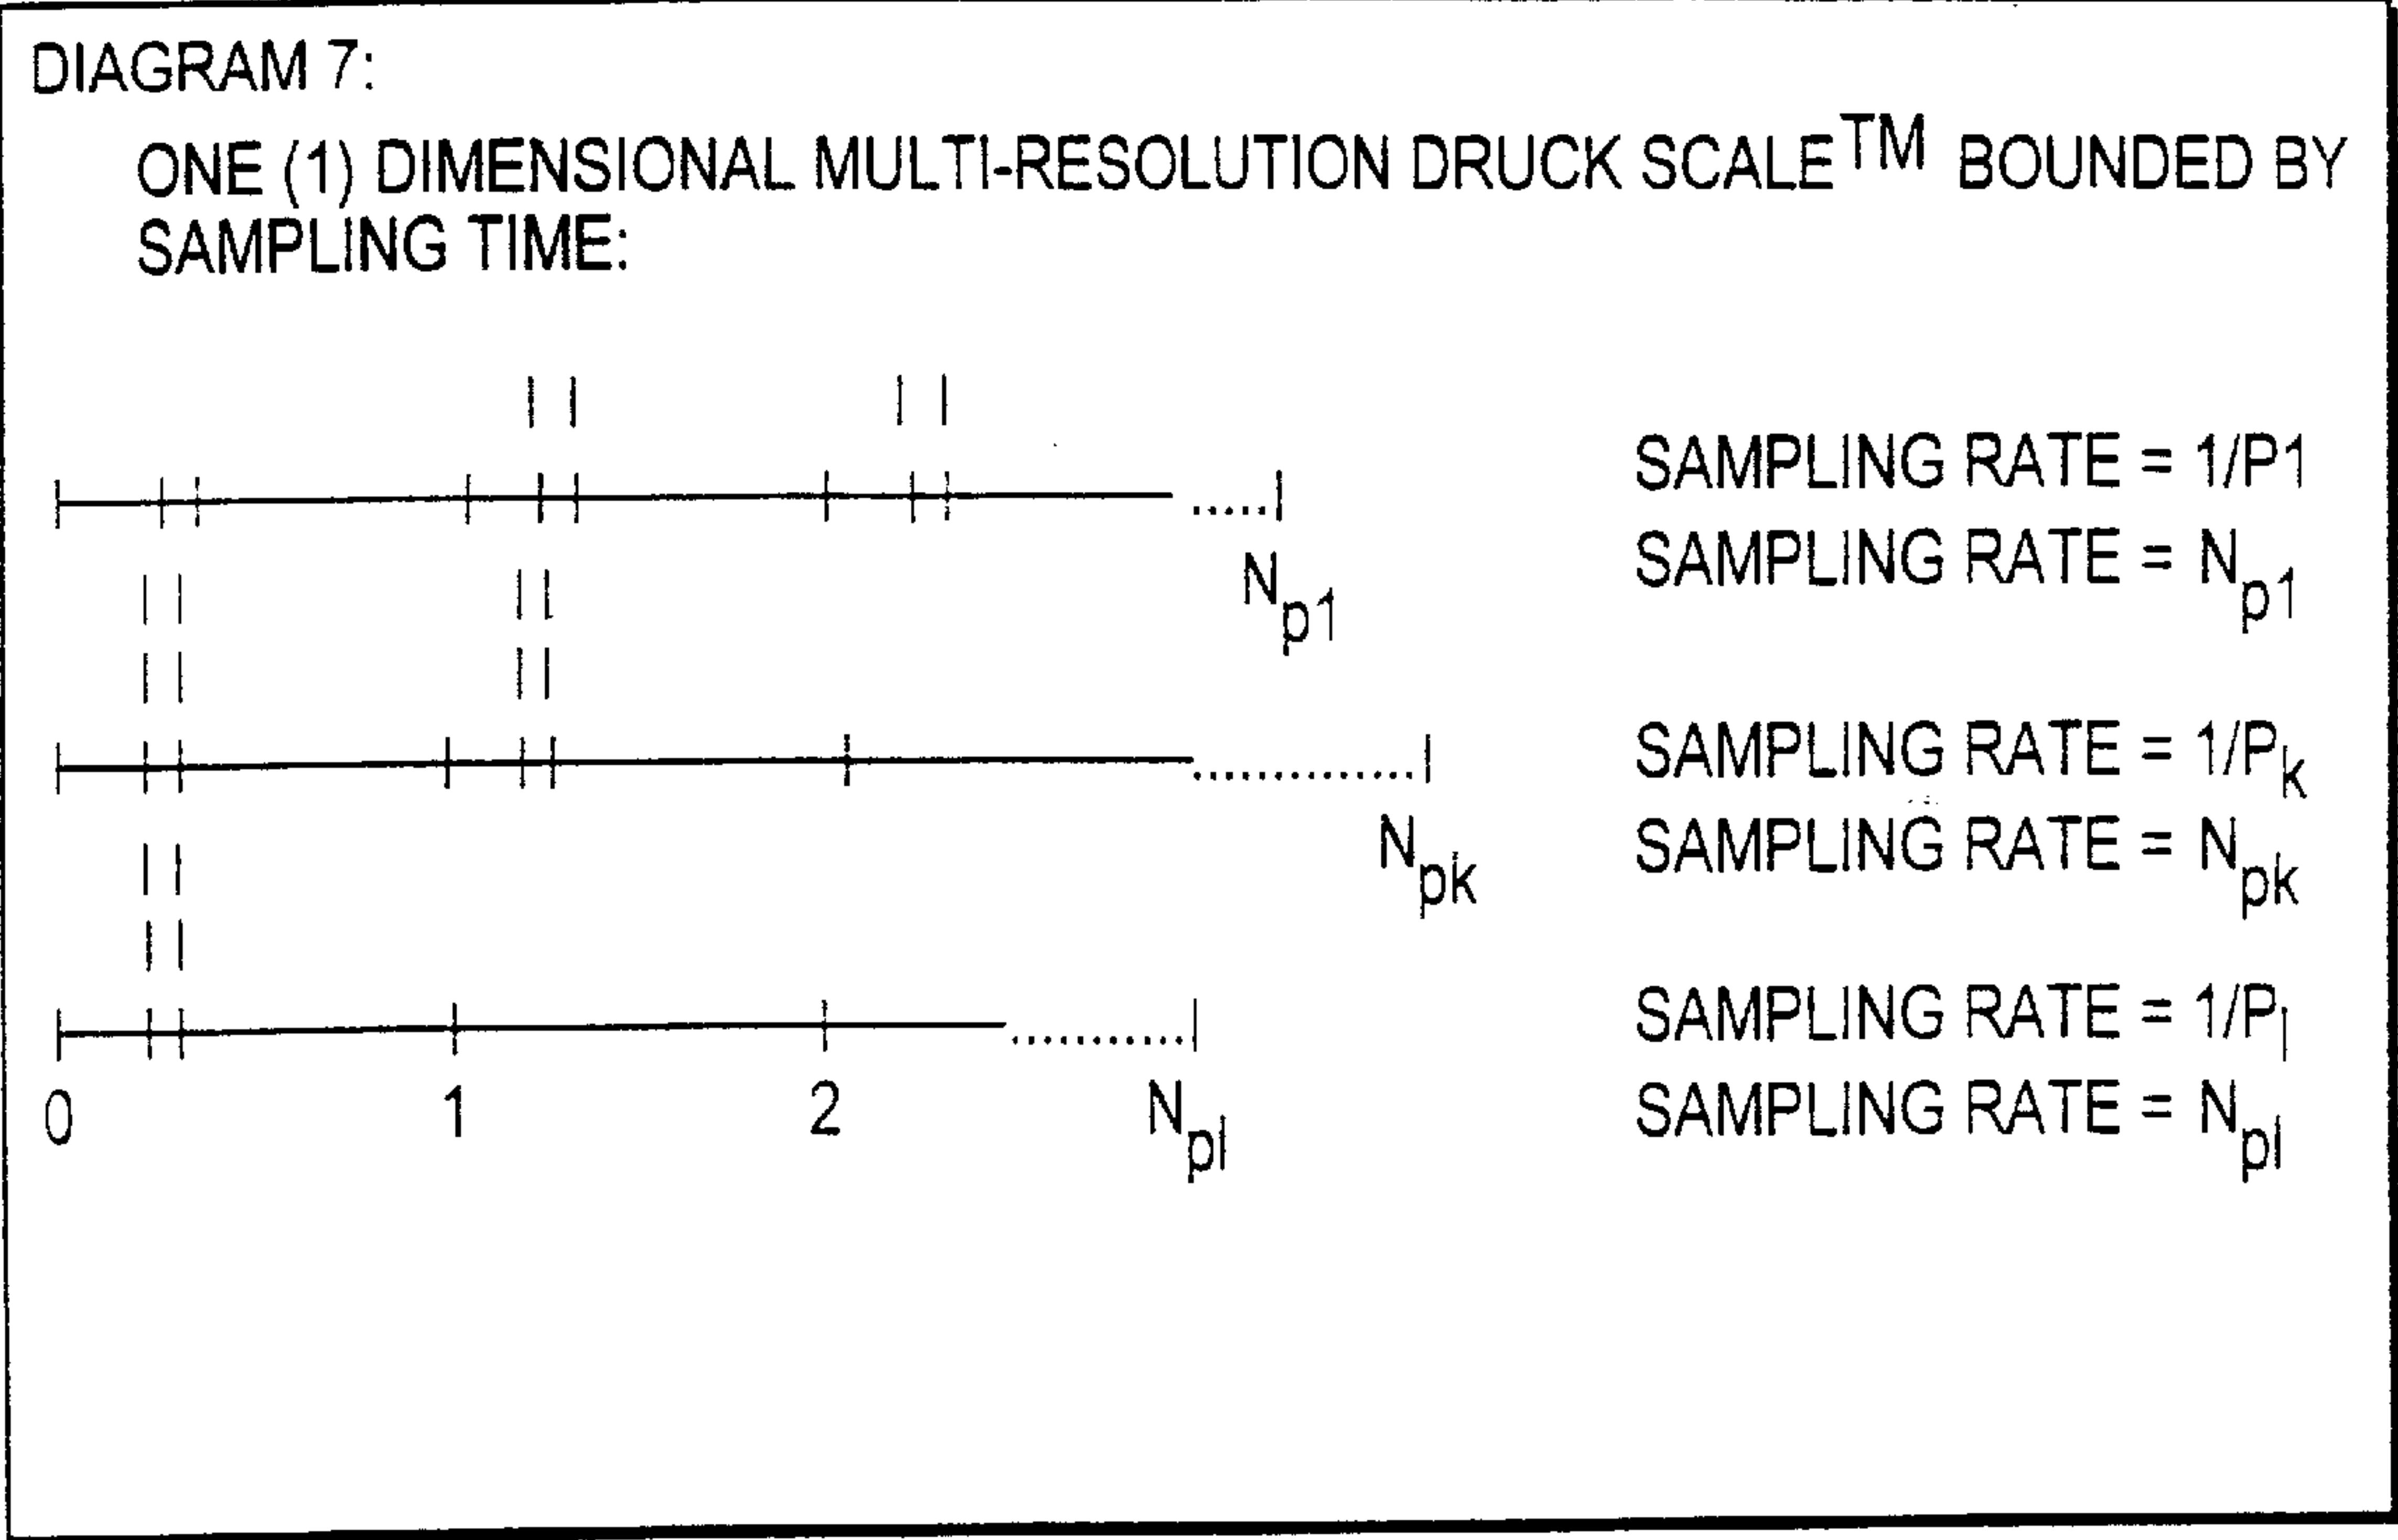 DIAGRAM 7:
ONE (1) DIMENSIONAL MULTI-RESOLUTION DRUCK SCALE™ BOUNDED BY
SAMPLING TIME:
SAMPLING RATE = 1/P1
SAMPLING RATE = Np1
Np1
SAMPLING RATE = 1/Pk
SAMPLING RATE = Npk
Npk
SAMPLING RATE = 1/Pl
SAMPLING RATE = Npl
0 1 2 Npl